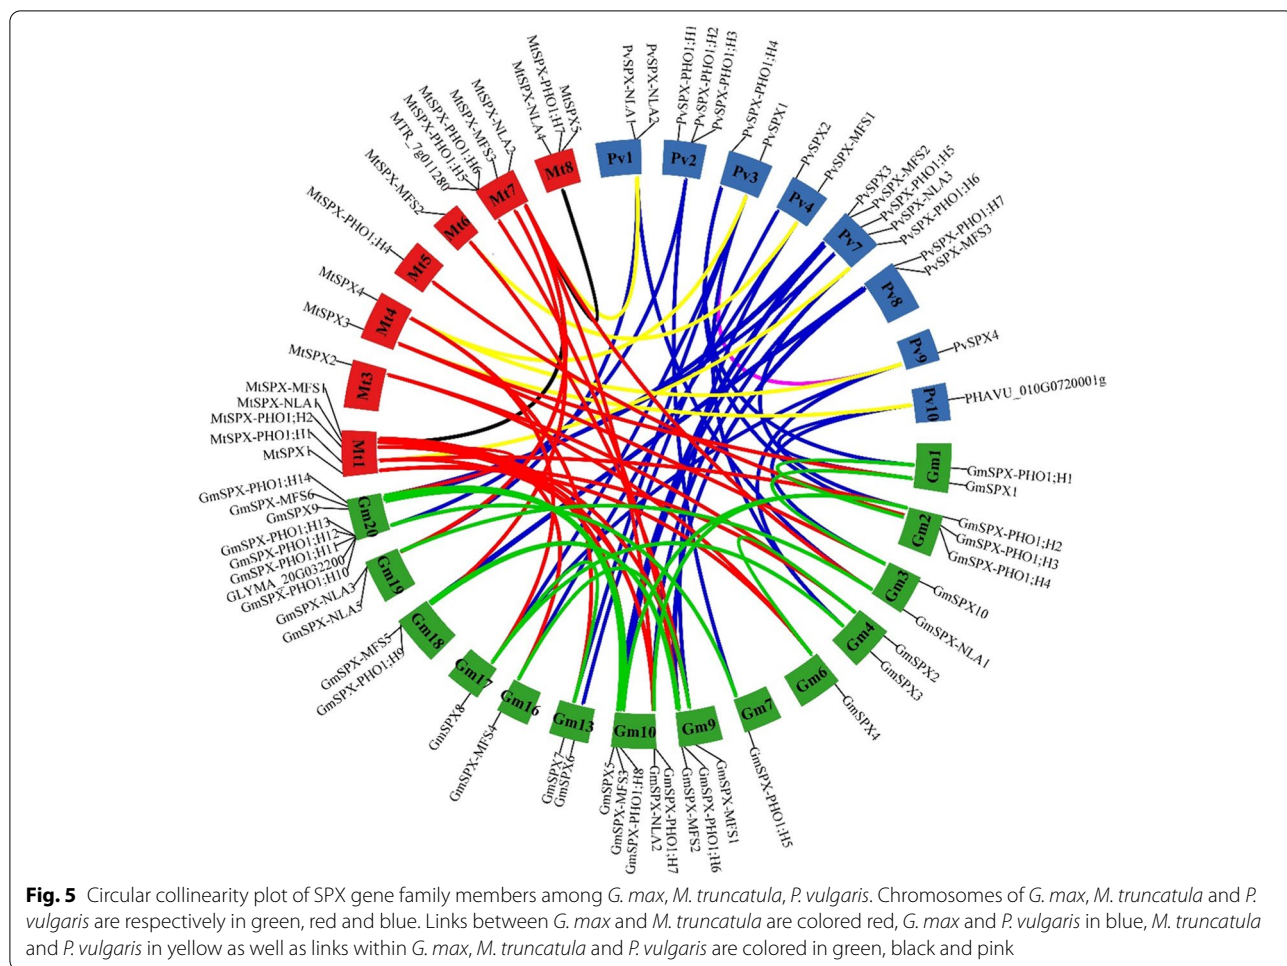 MtSPX5
MtSPX-PHO1;H7
MtSPX-NLA4
MtSPX-NLA2
MtSPX-MFS3
MtSPX-PHO1;H6
MtSPX-PHO1;H5
MTR_7g011280
MtSPX-MFS2
MtSPX-PHO1;H4
MtSPX4
MtSPX3
MtSPX2
MtSPX-MFS1
MtSPX-NLA1
MtSPX-PHO1;H2
MtSPX-PHO1;H1
MtSPX1
PvSPX-NLA1
PvSPX-NLA2
PvSPX-PHO1;H1
PvSPX-PHO1;H2
PvSPX-PHO1;H3
PvSPX-PHO1;H4
PvSPX1
PvSPX2
PvSPX-MFS1
PvSPX3
PvSPX-MFS2
PvSPX-PHO1;H5
PvSPX-NLA3
PvSPX-PHO1;H6
PvSPX-PHO1;H7
PvSPX-MFS3
PvSPX4
PHAVU_010G0720001g
Mt8
Mt7
Mt6
Mt5
Mt4
Mt3
Mt1
Pv1
Pv2
Pv3
Pv4
Pv7
Pv8
Pv9
Pv10
Gm1
Gm2
Gm3
Gm4
Gm6
Gm7
Gm9
Gm10
Gm13
Gm16
Gm17
Gm18
Gm19
Gm20
GmSPX-PHO1;H1
GmSPX1
GmSPX-PHO1;H2
GmSPX-PHO1;H3
GmSPX-PHO1;H4
GmSPX10
GmSPX-NLA1
GmSPX2
GmSPX3
GmSPX4
GmSPX-PHO1;H5
GmSPX-MFS1
GmSPX-PHO1;H6
GmSPX-MFS2
GmSPX-PHO1;H7
GmSPX-NLA2
GmSPX-PHO1;H8
GmSPX-MFS3
GmSPX5
GmSPX6
GmSPX7
GmSPX-MFS4
GmSPX8
GmSPX-PHO1;H9
GmSPX-MFS5
GmSPX-NLA5
GmSPX-NLA3
GmSPX-PHO1;H10
GLYMA_20G032200
GmSPX-PHO1;H11
GmSPX-PHO1;H12
GmSPX-PHO1;H13
GmSPX9
GmSPX-MFS6
GmSPX-PHO1;H14
Fig. 5 Circular collinearity plot of SPX gene family members among G. max, M. truncatula, P. vulgaris. Chromosomes of G. max, M. truncatula and P.
vulgaris are respectively in green, red and blue. Links between G. max and M. truncatula are colored red, G. max and P. vulgaris in blue, M. truncatula
and P. vulgaris in yellow as well as links within G. max, M. truncatula and P. vulgaris are colored in green, black and pink